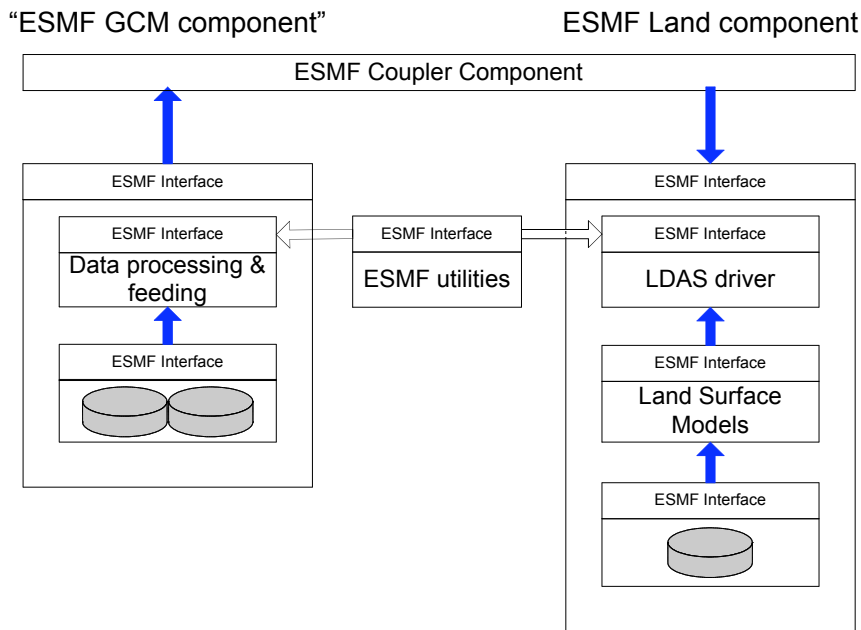 “ESMF GCM component”
ESMF Land component
ESMF Coupler Component
ESMF Interface
ESMF Interface
ESMF Interface
ESMF Interface
ESMF Interface
Data processing &
feeding
ESMF utilities
LDAS driver
ESMF Interface
ESMF Interface
Land Surface
Models
ESMF Interface